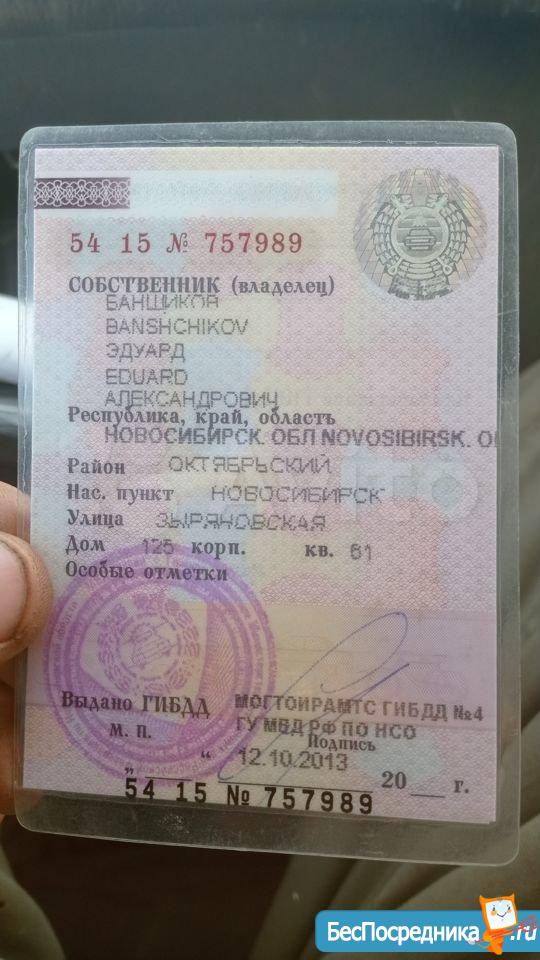 54 15 № 757989
СОБСТВЕННИК (владелец)
БАНЩИКОВ
BANSHCHIKOV
ЭДУАРД
EDUARD
АЛЕКСАНДРОВИЧ
Республика, край, область
НОВОСИБИРСК. ОБЛ NOVOSIBIRSK. O
Район ОКТЯБРЬСКИЙ
Нас. пункт НОВОСИБИРСК
Улица ЗЫРЯНОВСКАЯ
Дом 125 корп. кв. 61
Особые отметки
Выдано ГИБДД МОГТОИРАМТС ГИБДД №4
М. П. ГУ МВД РФ ПО НСО
Подпись
„ “ 12.10.2013 20 г.
54 15 № 757989
БесПосредника.ru